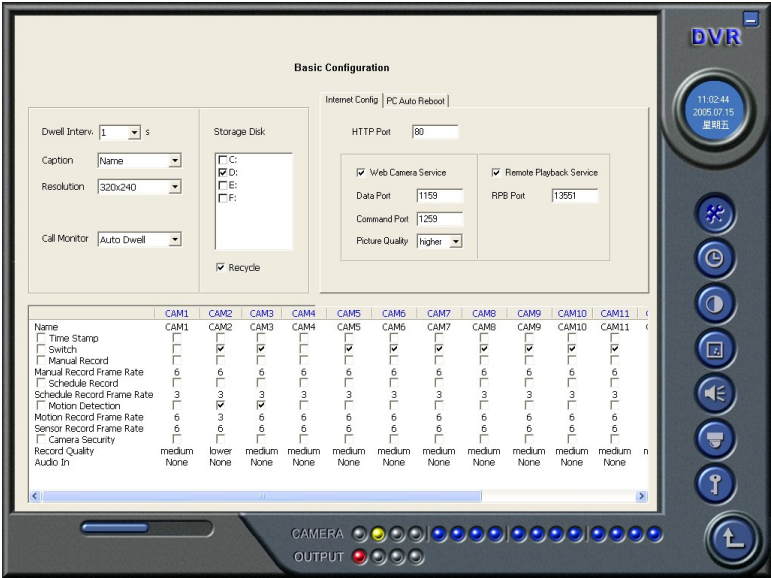 DVR
11:02:44
2005.07.15
星期五
Basic Configuration
Internet Config PC Auto Reboot
Dwell Interv. 1 s
Caption Name
Resolution 320x240
Call Monitor Auto Dwell
Storage Disk
C:
D:
E:
F:
Recycle
HTTP Port 80
Web Camera Service
Data Port 1159
Command Port 1259
Picture Quality higher
Remote Playback Service
RPB Port 13551
CAM1 CAM2 CAM3 CAM4 CAM5 CAM6 CAM7 CAM8 CAM9 CAM10 CAM11
Name CAM1 CAM2 CAM3 CAM4 CAM5 CAM6 CAM7 CAM8 CAM9 CAM10 CAM11
Time Stamp
Switch
Manual Record
Manual Record Frame Rate 6 6 6 6 6 6 6 6 6 6 6
Schedule Record
Schedule Record Frame Rate 3 3 3 3 3 3 3 3 3 3 3
Motion Detection
Motion Record Frame Rate 6 3 6 6 6 6 6 6 6 6 6
Sensor Record Frame Rate 6 6 6 6 6 6 6 6 6 6 6
Camera Security
Record Quality medium lower medium medium medium medium medium medium medium medium medium
Audio In None None None None None None None None None None None
CAMERA
OUTPUT